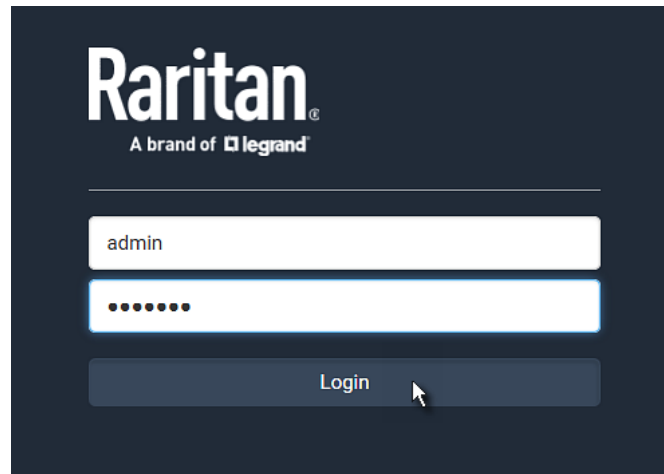 Raritan®
A brand of legrand®
admin
•••••••
Login